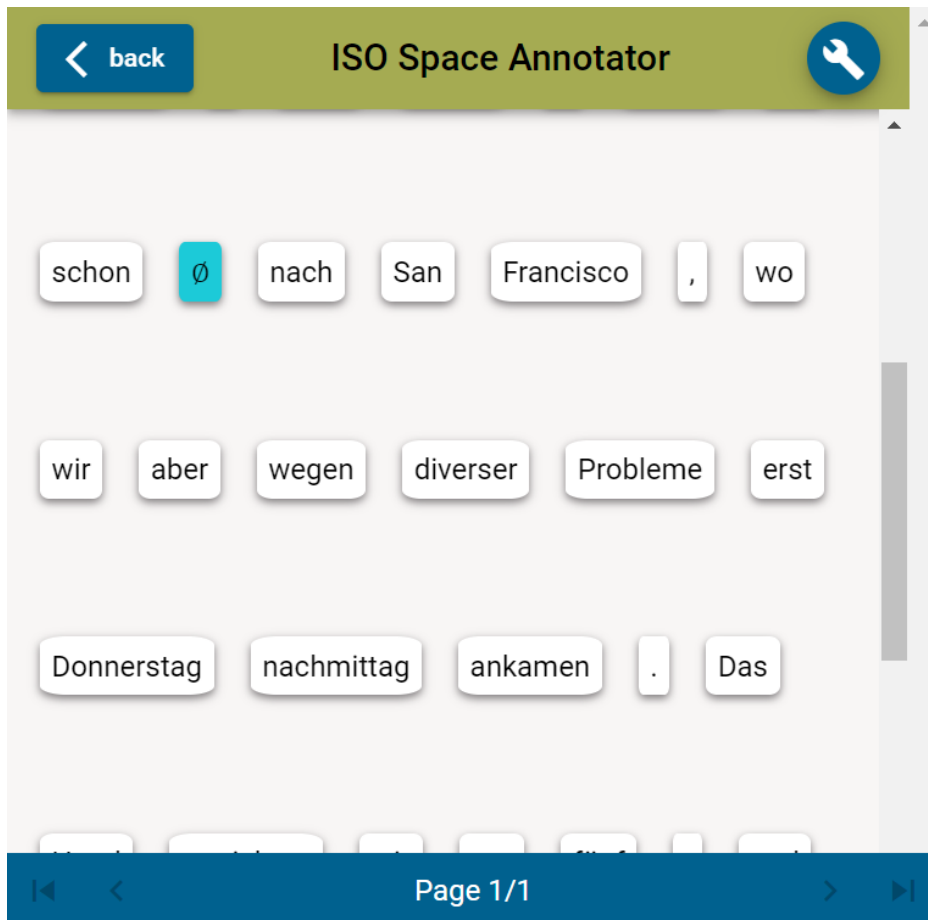 back ISO Space Annotator
schon Ø nach San Francisco , wo
wir aber wegen diverser Probleme erst
Donnerstag nachmittag ankamen . Das
Page 1/1